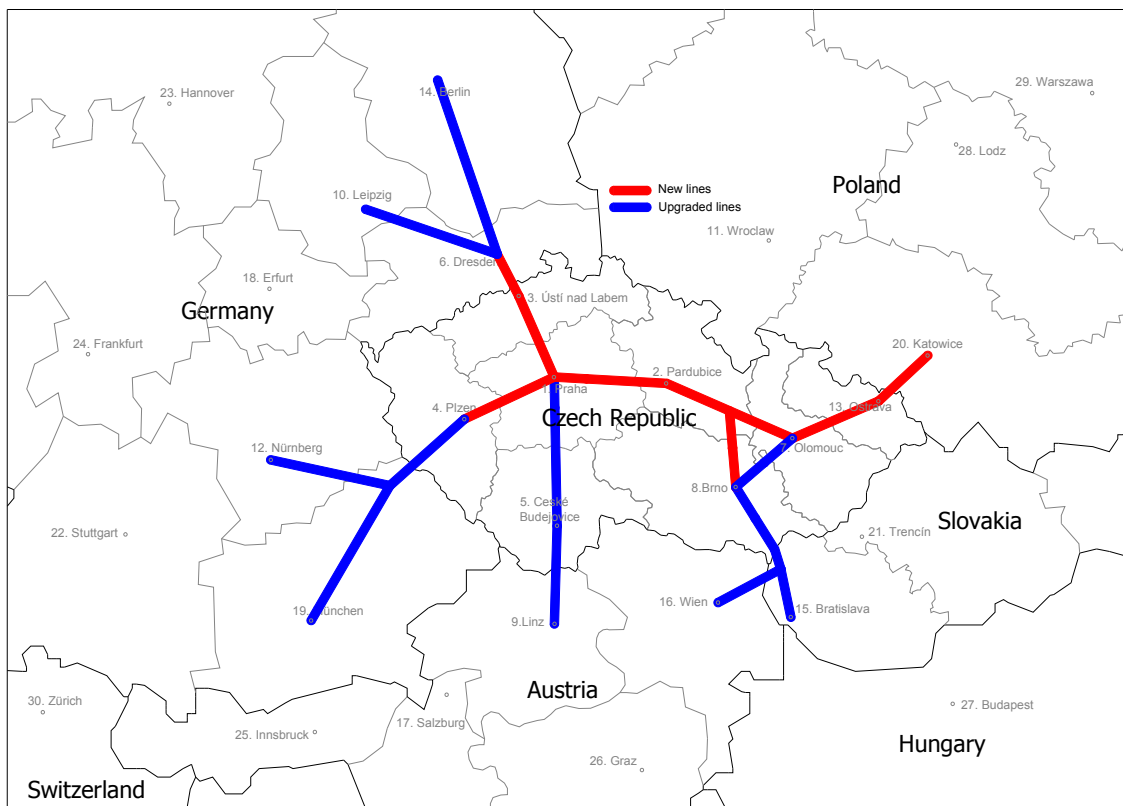 14. Berlin
23. Hannover
29. Warszawa
28. Lodz
Poland
10. Leipzig
New lines
Upgraded lines
11. Wroclaw
6. Dresden
18. Erfurt
3. Ústí nad Labem
Germany
24. Frankfurt
20. Katowice
2. Pardubice
1. Praha
13. Ostrava
4. Plzen
Czech Republic
12. Nürnberg
7. Olomouc
8.Brno
5. Ceské
Budejovice
Slovakia
22. Stuttgart
21. Trencín
16. Wien
15. Bratislava
19. München
9.Linz
Austria
30. Zürich
17. Salzburg
27. Budapest
25. Innsbruck
Hungary
26. Graz
Switzerland